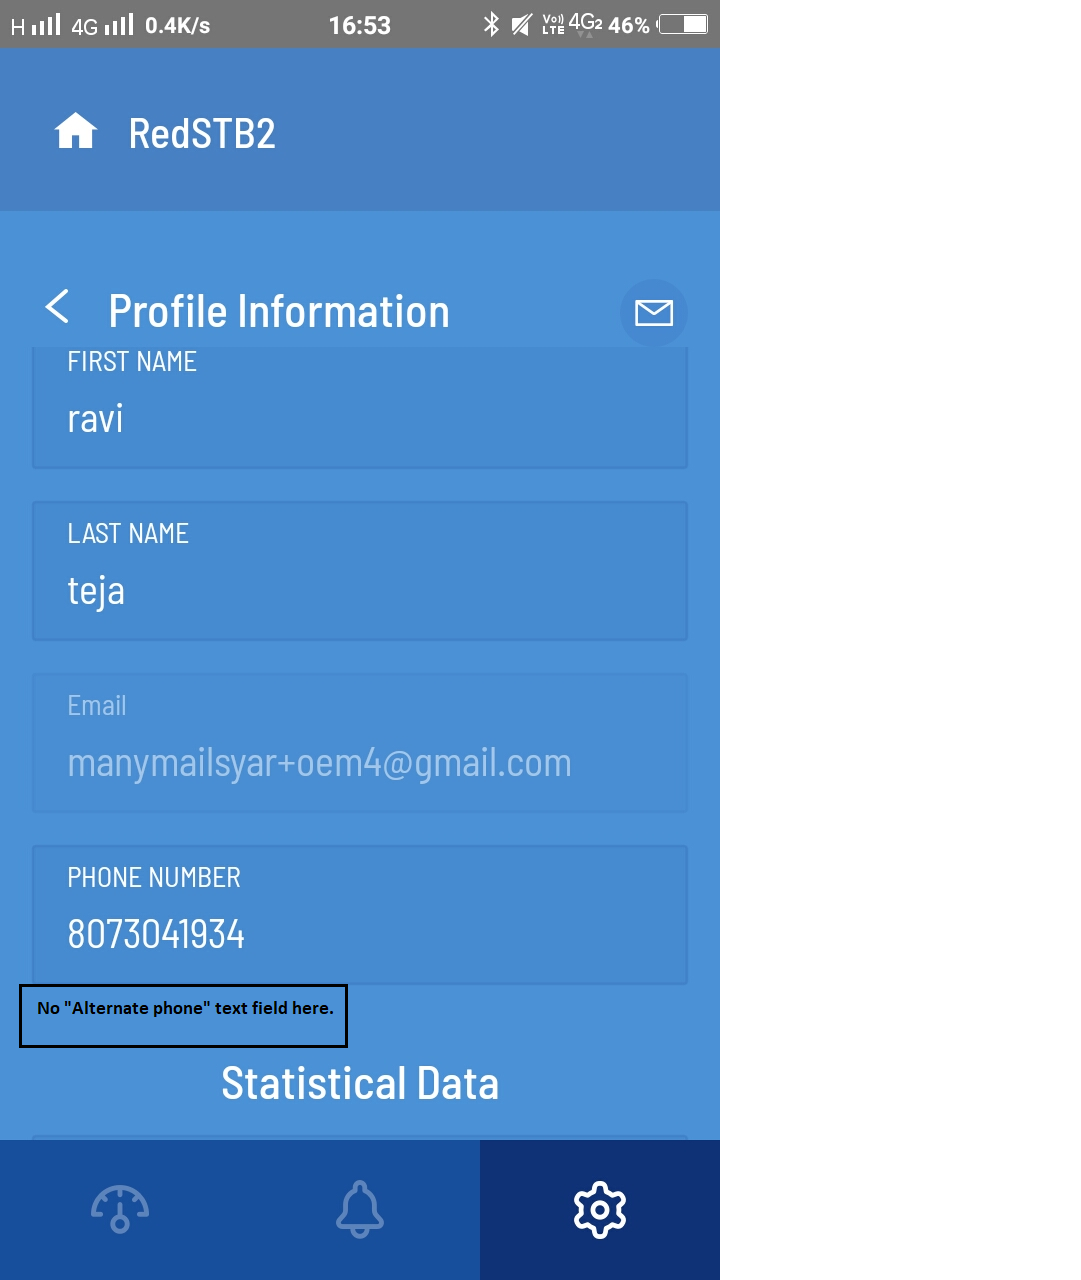 H 4G 0.4K/s 16:53 Vo)) LTE 4G2 46%
RedSTB2
Profile Information
FIRST NAME
ravi
LAST NAME
teja
Email
manymailsyar+oem4@gmail.com
PHONE NUMBER
8073041934
No "Alternate phone" text field here.
Statistical Data